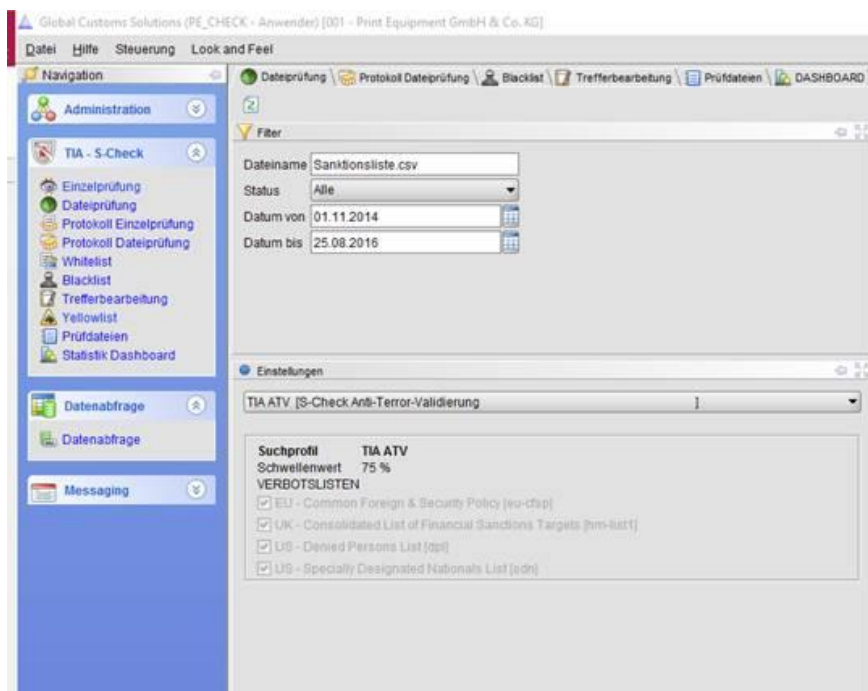 Global Customs Solutions (PE_CHECK - Anwender) [001 - Print Equipment GmbH & Co. KG]
Datei Hilfe Steuerung Look and Feel
Navigation
Administration
TIA - S-Check
Einzelprüfung
Dateiprüfung
Protokoll Einzelprüfung
Protokoll Dateiprüfung
Whitelist
Blacklist
Trefferbearbeitung
Yellowlist
Prüfdateien
Statistik Dashboard
Datenabfrage
Datenabfrage
Messaging
Dateiprüfung \ Protokoll Dateiprüfung \ Blacklist \ Trefferbearbeitung \ Prüfdateien \ DASHBOARD
Filter
Dateiname Sanktionsliste.csv
Status Alle
Datum von 01.11.2014
Datum bis 25.08.2016
Einstellungen
TIA ATV [S-Check Anti-Terror-Validierung ]
Suchprofil TIA ATV
Schwellenwert 75 %
VERBOTSLISTEN
EU - Common Foreign & Security Policy [eu-cfsp]
UK - Consolidated List of Financial Sanctions Targets [hm-list1]
US - Denied Persons List [dpl]
US - Specially Designated Nationals List [sdn]